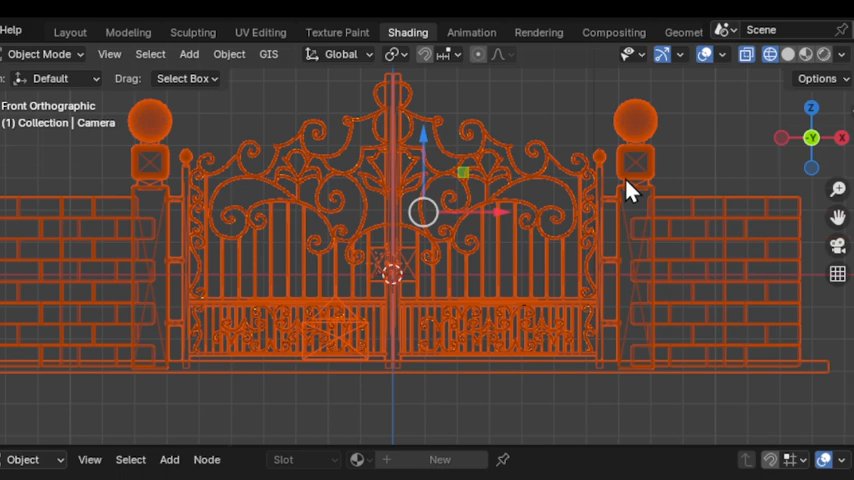 Help Layout Modeling Sculpting UV Editing Texture Paint Shading Animation Rendering Compositing Geomet Scene
Object Mode View Select Add Object GIS Global
Default Drag: Select Box Options
Front Orthographic
(1) Collection | Camera
Z
X
-Y
Object View Select Add Node Slot New